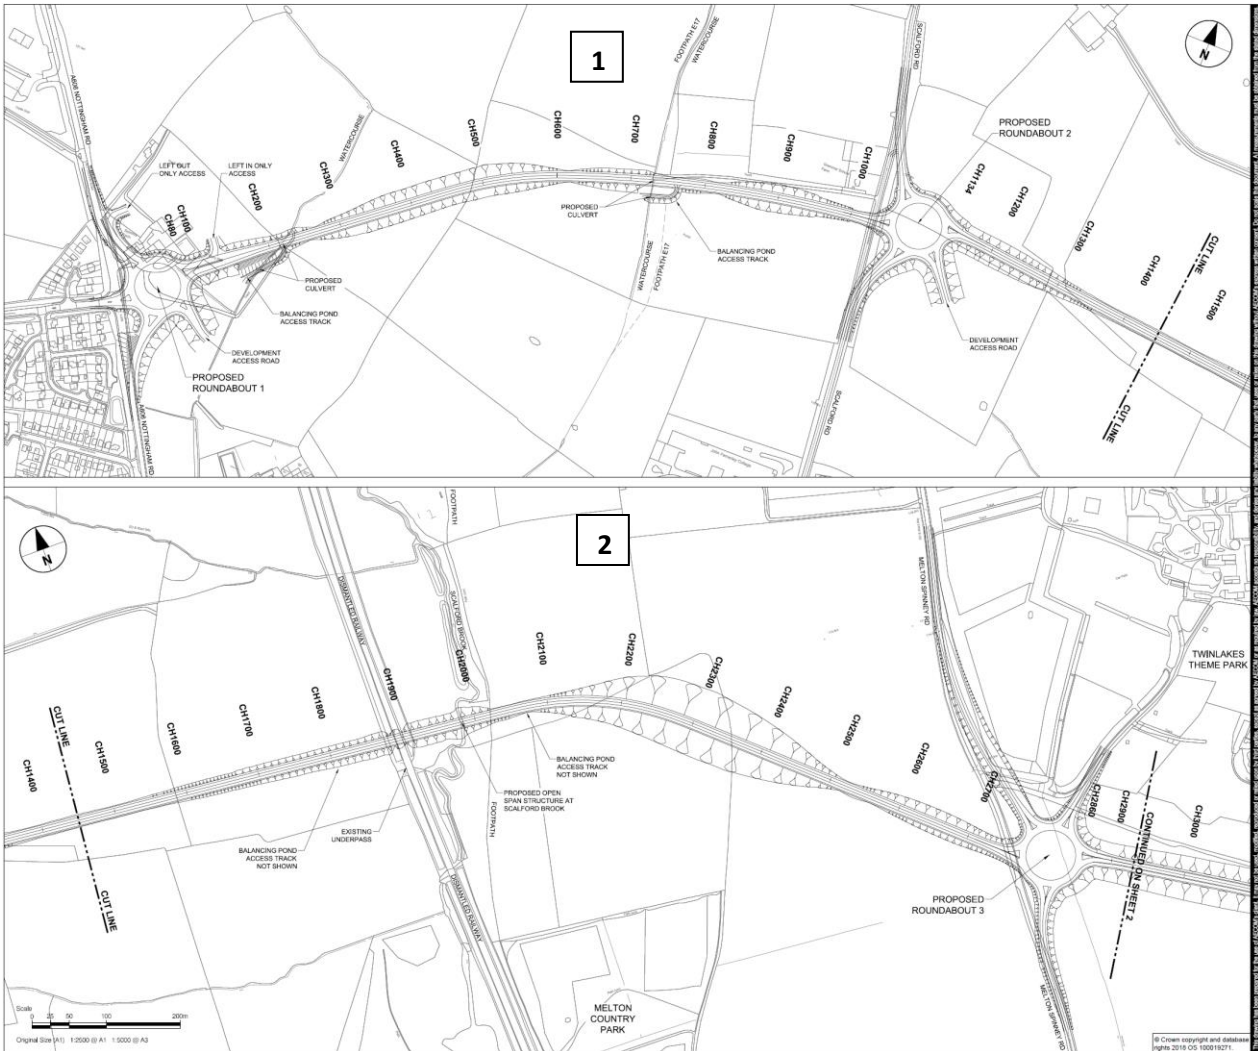 1
N
A606 NOTTINGHAM RD
FOOTPATH E17
WATERCOURSE
SCALFORD RD
PROPOSED
ROUNDABOUT 2
LEFT OUT
ONLY ACCESS
LEFT IN ONLY
ACCESS
WATERCOURSE
CH80
CH100
CH200
CH300
CH400
CH500
CH600
CH700
CH800
CH900
CH1000
CH1134
CH1200
CH1300
CH1400
CH1500
CUT LINE
CUT LINE
PROPOSED
CULVERT
PROPOSED
CULVERT
BALANCING POND
ACCESS TRACK
BALANCING POND
ACCESS TRACK
WATERCOURSE
FOOTPATH E17
DEVELOPMENT
ACCESS ROAD
DEVELOPMENT
ACCESS ROAD
PROPOSED
ROUNDABOUT 1
A606 NOTTINGHAM RD
SCALFORD RD
John Ferneley College
2
N
FOOTPATH
DISMANTLED RAILWAY
SCALFORD BROOK
MELTON SPINNEY RD
TWINLAKES
THEME PARK
CUT LINE
CH1400
CH1500
CH1600
CH1700
CH1800
CH1900
CH2000
CH2100
CH2200
CH2300
CH2400
CH2500
CH2600
CH2700
CH2860
CH2900
CH3000
CUT LINE
CONTINUED ON SHEET 2
BALANCING POND
ACCESS TRACK
NOT SHOWN
PROPOSED OPEN
SPAN STRUCTURE AT
SCALFORD BROOK
EXISTING
UNDERPASS
BALANCING POND
ACCESS TRACK
NOT SHOWN
FOOTPATH
DISMANTLED RAILWAY
PROPOSED
ROUNDABOUT 3
MELTON SPINNEY RD
MELTON
COUNTRY
PARK
Scale
0 25 50 100 200m
Original Size (A1) 1:2500 @ A1 1:5000 @ A3
© Crown copyright and database
rights 2018 OS 100019271.